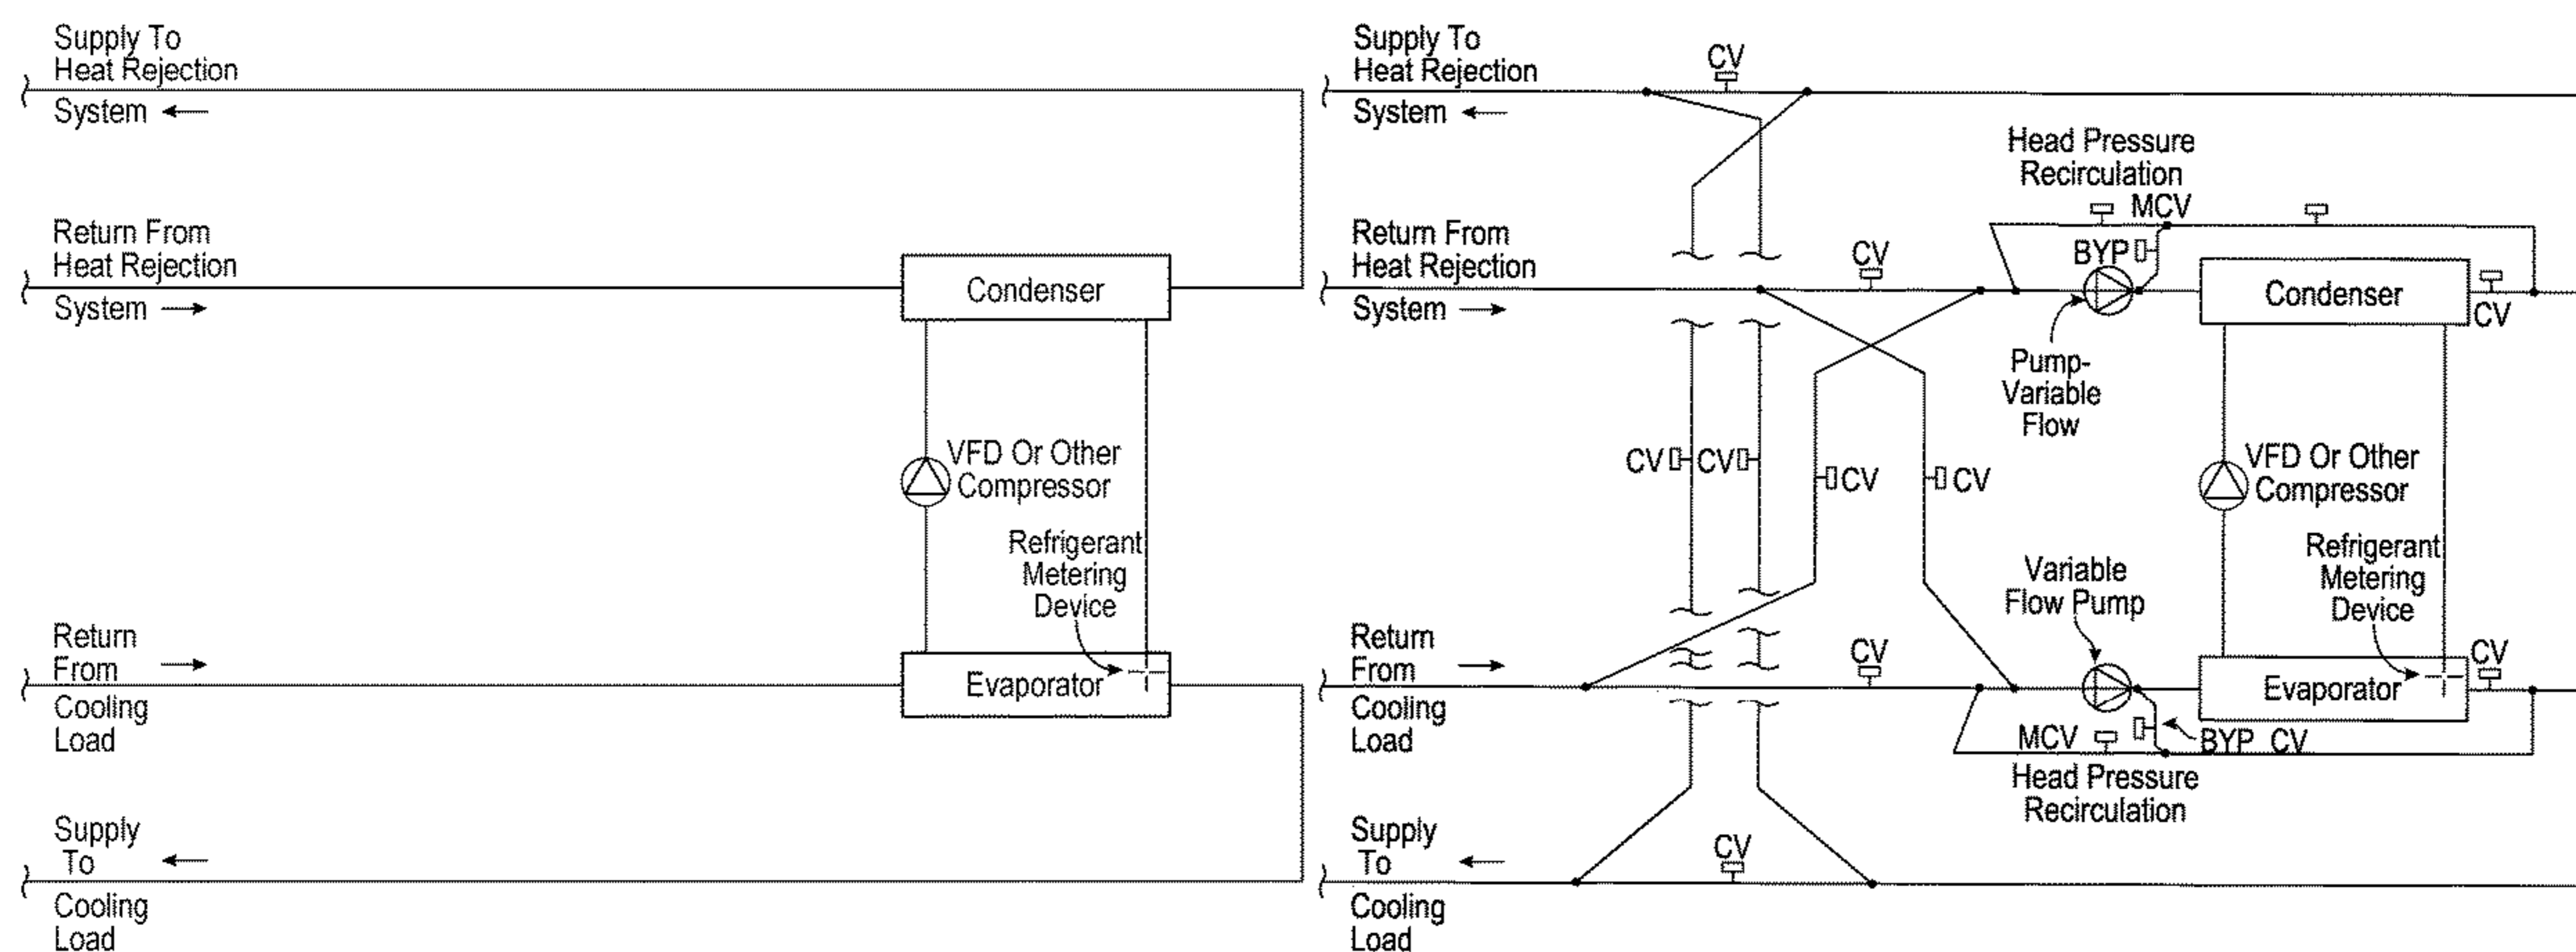 Supply To
Heat Rejection
System
Return From
Heat Rejection
System
Condenser
VFD Or Other
Compressor
Refrigerant
Metering
Device
Return
From
Cooling
Load
Evaporator
Supply
To
Cooling
Load
Supply To
Heat Rejection
System
CV
Head Pressure
Recirculation
MCV
Return From
Heat Rejection
System
CV
BYP
Condenser
CV
Pump-
Variable
Flow
CV
CV
CV
CV
VFD Or Other
Compressor
Variable
Flow Pump
Refrigerant
Metering
Device
Return
From
Cooling
Load
CV
Evaporator
CV
MCV
BYP CV
Head Pressure
Recirculation
Supply
To
Cooling
Load
CV